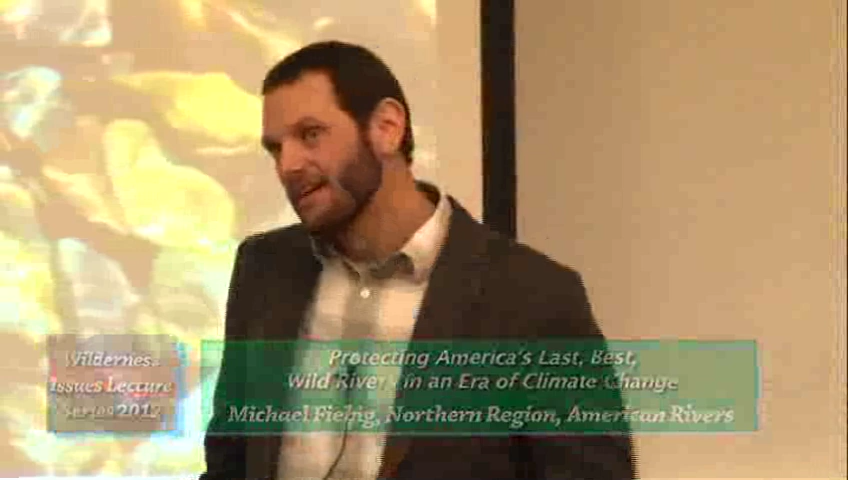 Wilderness
Issues Lecture
Series 2012
Protecting America's Last, Best,
Wild Rivers in an Era of Climate Change
Michael Fiebig, Northern Region, American Rivers